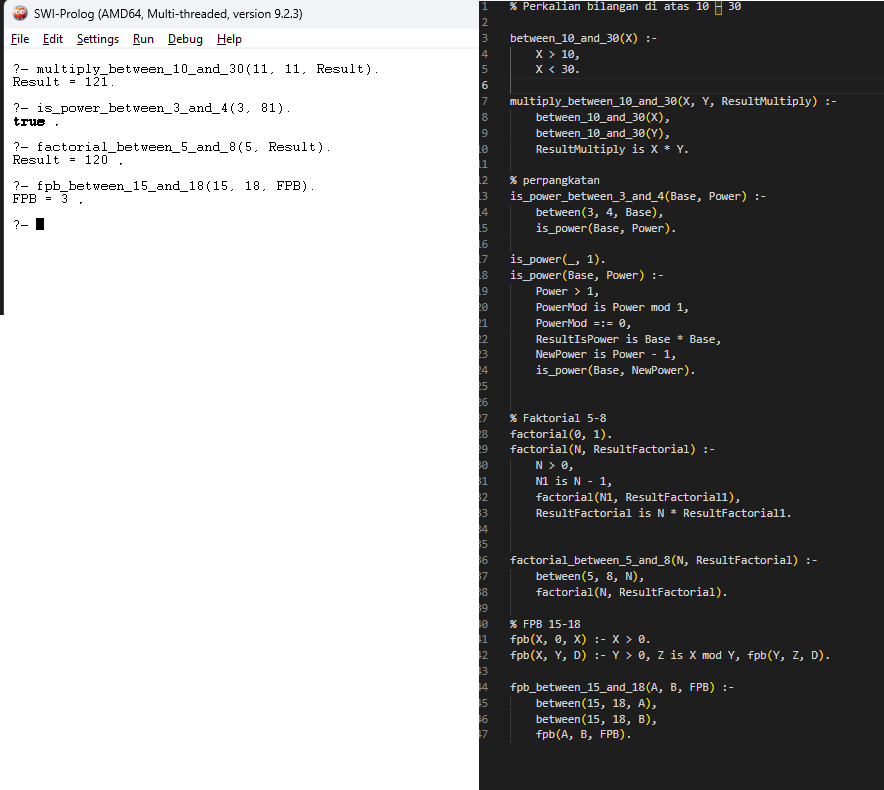 SWI-Prolog (AMD64, Multi-threaded, version 9.2.3)
File Edit Settings Run Debug Help
?- multiply_between_10_and_30(11, 11, Result).
Result = 121.
?- is_power_between_3_and_4(3, 81).
true .
?- factorial_between_5_and_8(5, Result).
Result = 120 .
?- fpb_between_15_and_18(15, 18, FPB).
FPB = 3 .
?-
1 % Perkalian bilangan di atas 10 – 30
2
3 between_10_and_30(X) :-
4 X > 10,
5 X < 30.
6
7 multiply_between_10_and_30(X, Y, ResultMultiply) :-
8 between_10_and_30(X),
9 between_10_and_30(Y),
10 ResultMultiply is X * Y.
11
12 % perpangkatan
13 is_power_between_3_and_4(Base, Power) :-
14 between(3, 4, Base),
15 is_power(Base, Power).
16
17 is_power(_, 1).
18 is_power(Base, Power) :-
19 Power > 1,
20 PowerMod is Power mod 1,
21 PowerMod =:= 0,
22 ResultIsPower is Base * Base,
23 NewPower is Power - 1,
24 is_power(Base, NewPower).
25
26
27 % Faktorial 5-8
28 factorial(0, 1).
29 factorial(N, ResultFactorial) :-
30 N > 0,
31 N1 is N - 1,
32 factorial(N1, ResultFactorial1),
33 ResultFactorial is N * ResultFactorial1.
34
35
36 factorial_between_5_and_8(N, ResultFactorial) :-
37 between(5, 8, N),
38 factorial(N, ResultFactorial).
39
40 % FPB 15-18
41 fpb(X, 0, X) :- X > 0.
42 fpb(X, Y, D) :- Y > 0, Z is X mod Y, fpb(Y, Z, D).
43
44 fpb_between_15_and_18(A, B, FPB) :-
45 between(15, 18, A),
46 between(15, 18, B),
47 fpb(A, B, FPB).